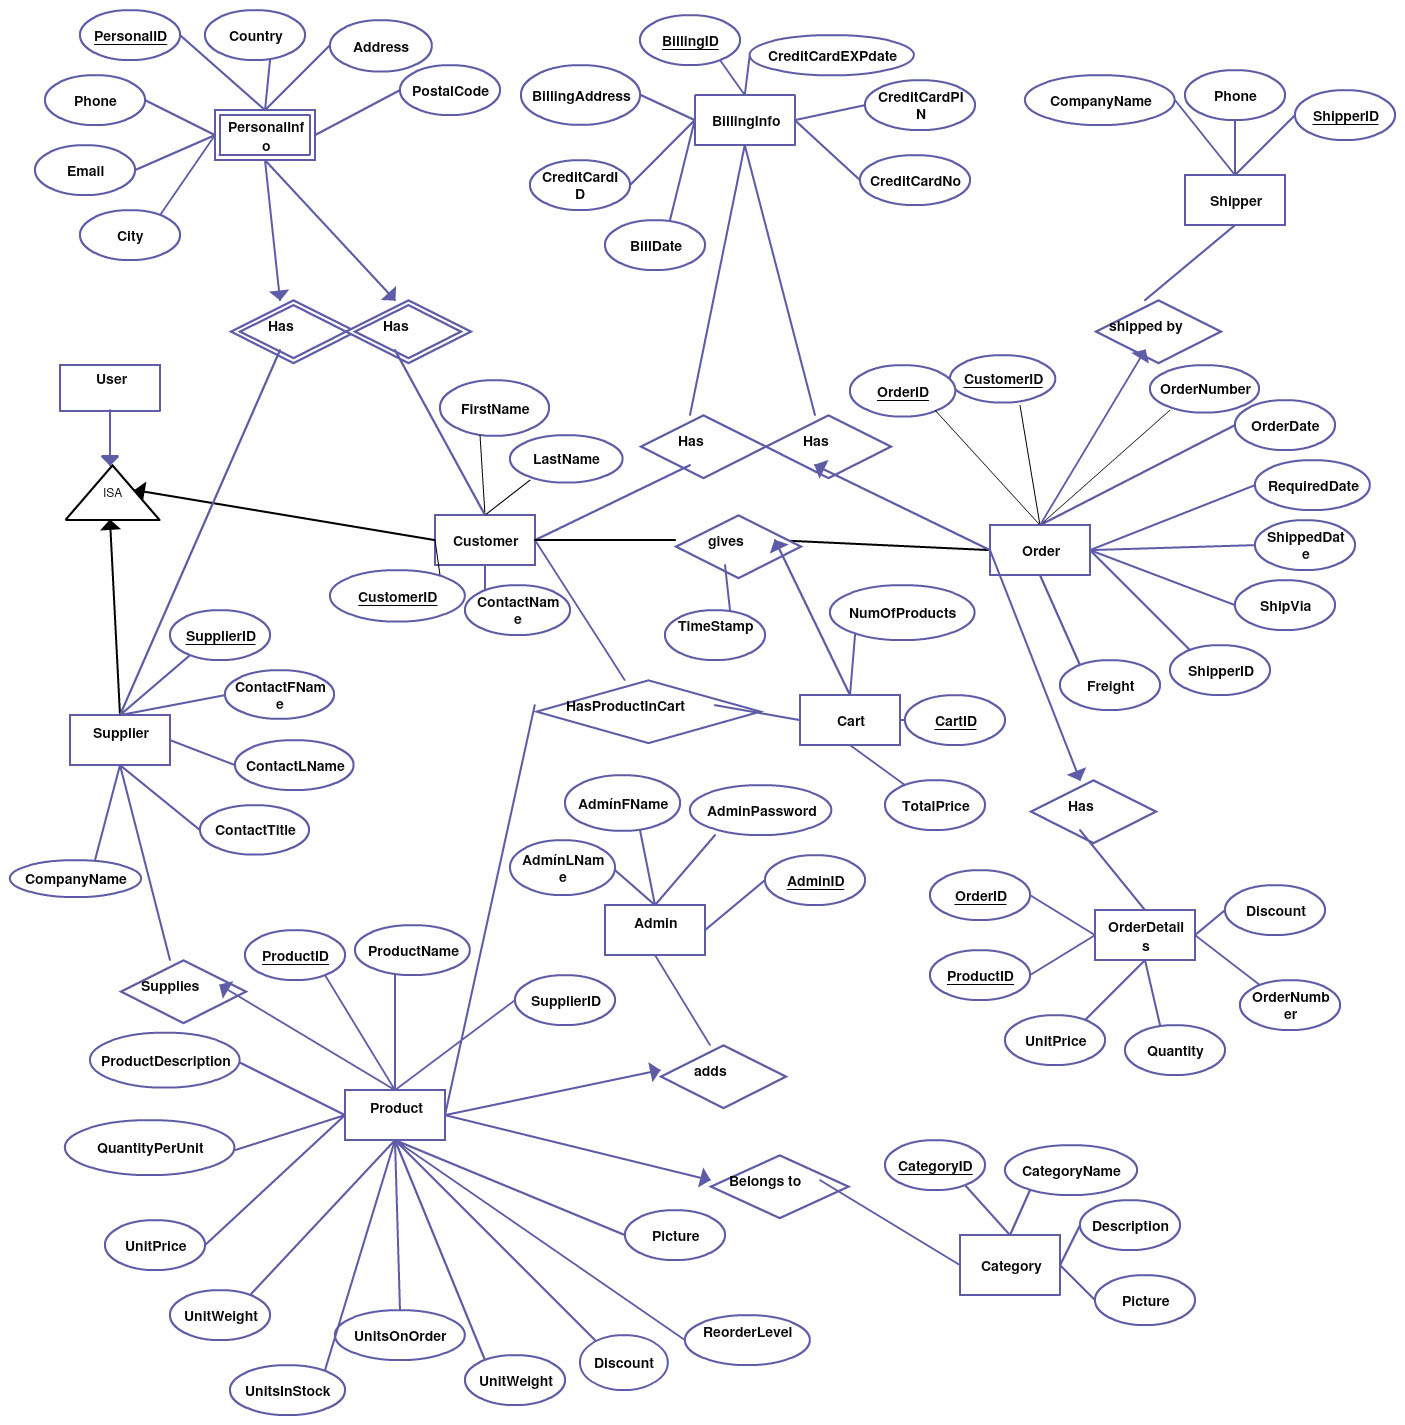 PersonalID
Country
Address
Phone
PostalCode
PersonalInf
o
Email
City
BillingID
CreditCardEXPdate
BillingAddress
CreditCardPI
N
BillingInfo
CreditCardI
D
CreditCardNo
BillDate
CompanyName
Phone
ShipperID
Shipper
Has
Has
shipped by
User
ISA
FirstName
LastName
Has
Has
OrderID
CustomerID
OrderNumber
OrderDate
RequiredDate
ShippedDat
e
ShipVia
ShipperID
Freight
Order
Customer
gives
CustomerID
ContactNam
e
TimeStamp
NumOfProducts
SupplierID
ContactFNam
e
Supplier
ContactLName
ContactTitle
CompanyName
HasProductInCart
Cart
CartID
TotalPrice
Has
AdmínFName
AdminPassword
AdmínLNam
e
AdminID
Admin
OrderID
ProductID
OrderDetail
s
Discount
OrderNumb
er
UnitPrice
Quantity
Supplies
ProductID
ProductName
SupplierID
ProductDescription
QuantityPerUnit
Product
adds
Belongs to
UnitPrice
UnitWeight
UnitsInStock
UnitsOnOrder
UnitWeight
Discount
ReorderLevel
Picture
CategoryID
CategoryName
Description
Category
Picture